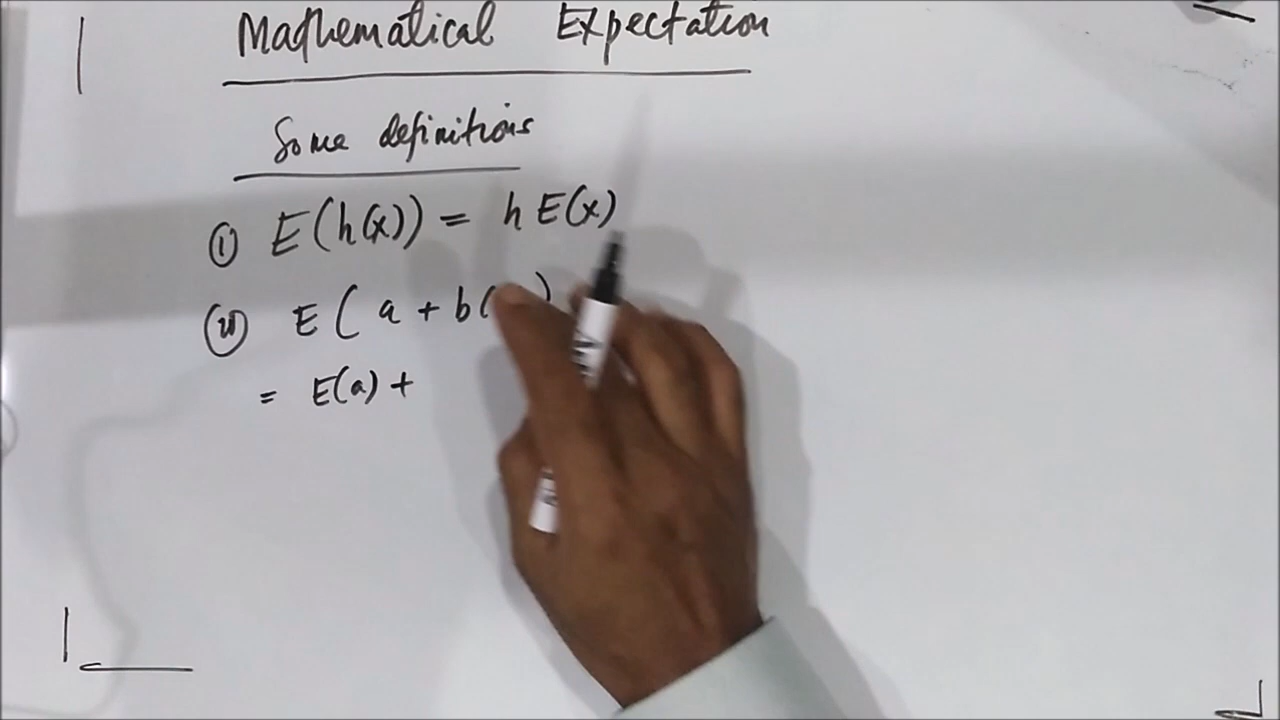 Mathematical Expectation
Some definitions
① E(h(x)) = h E(x)
② E ( a + b( )
= E(a) +